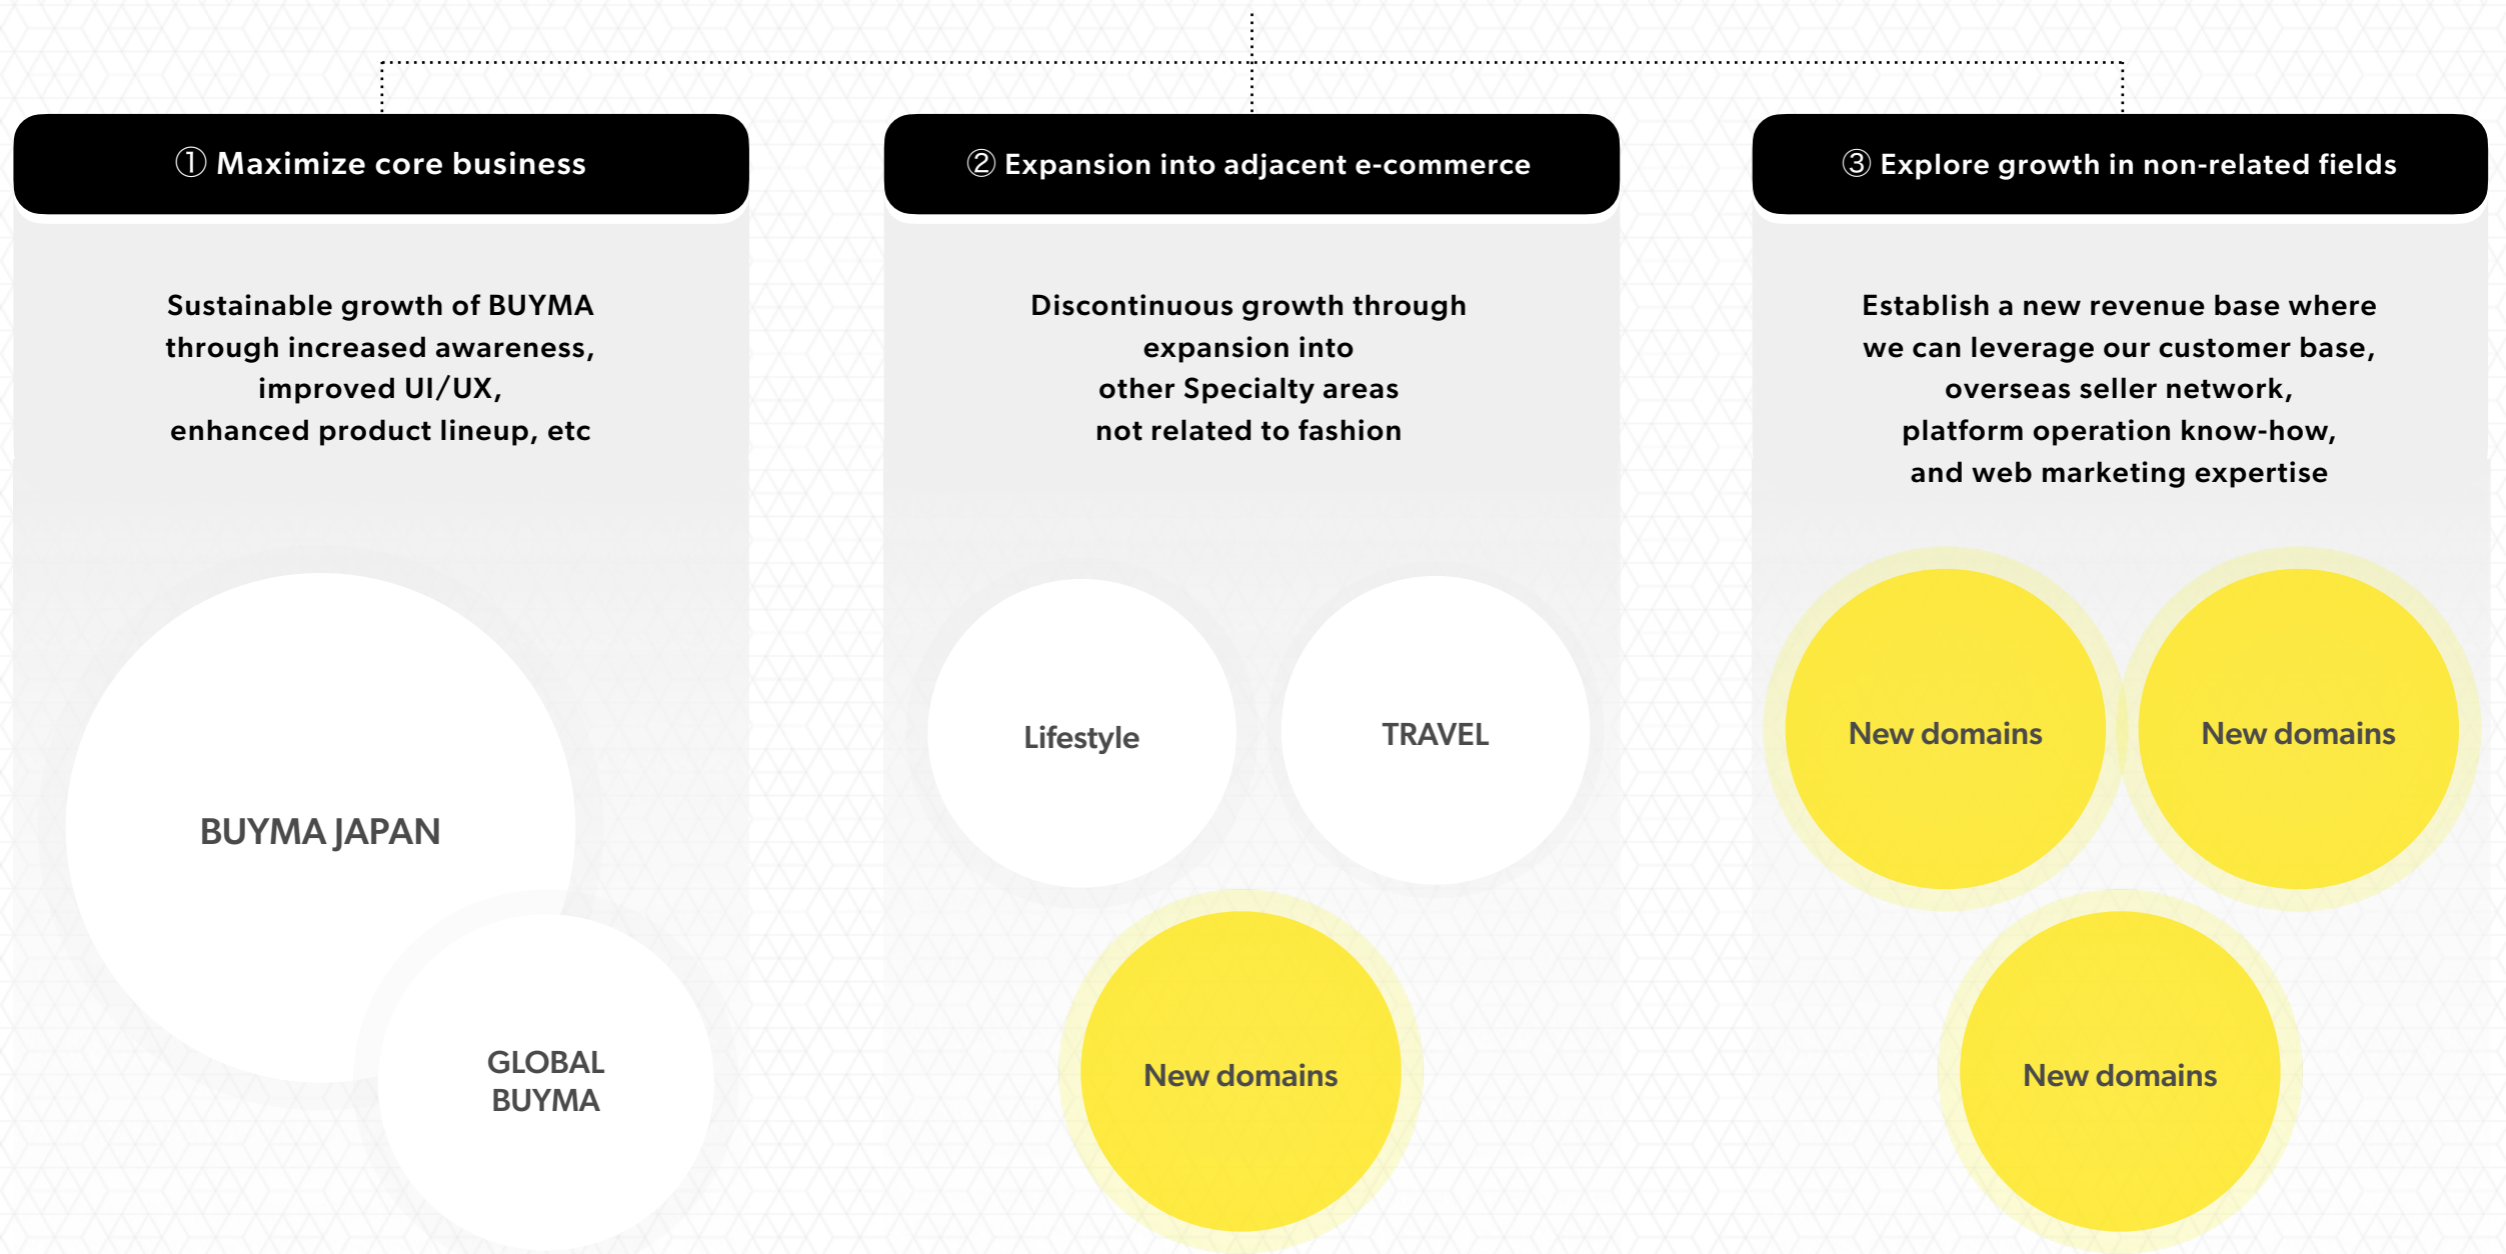 ① Maximize core business
Sustainable growth of BUYMA
through increased awareness,
improved UI/UX,
enhanced product lineup, etc
BUYMA JAPAN
GLOBAL
BUYMA
② Expansion into adjacent e-commerce
Discontinuous growth through
expansion into
other Specialty areas
not related to fashion
Lifestyle
TRAVEL
New domains
③ Explore growth in non-related fields
Establish a new revenue base where
we can leverage our customer base,
overseas seller network,
platform operation know-how,
and web marketing expertise
New domains
New domains
New domains